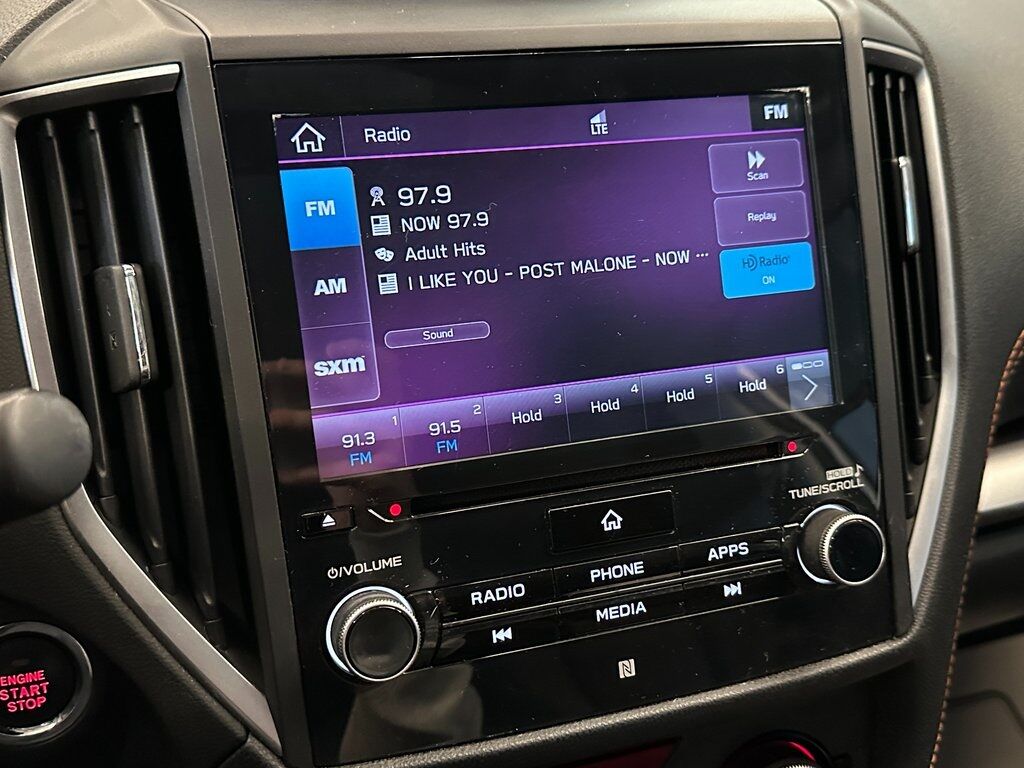 Radio
LTE
FM
FM
97.9
Scan
NOW 97.9
Replay
Adult Hits
AM
I LIKE YOU - POST MALONE - NOW ···
HD Radio
ON
Sound
sxm
91.3 1
FM
91.5 2
FM
Hold 3
Hold 4
Hold 5
Hold 6
HOLD
TUNE/SCROLL
/VOLUME
RADIO
PHONE
APPS
MEDIA
N
ENGINE
START
STOP